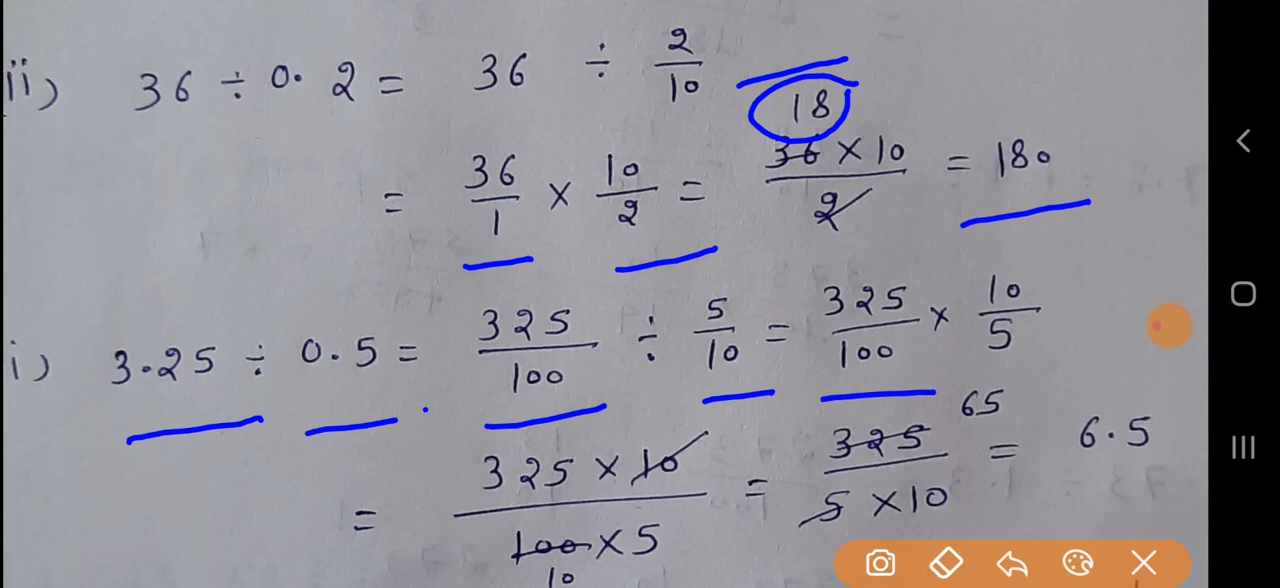 ii) 36 ÷ 0.2 = 36 ÷ 2/10
= 36/1 × 10/2 = 36 × 10/2 = 180
18
i) 3.25 ÷ 0.5 = 325/100 ÷ 5/10 = 325/100 × 10/5
= 325 × 10/100 × 5 = 325/5 × 10 = 6.5
10
65